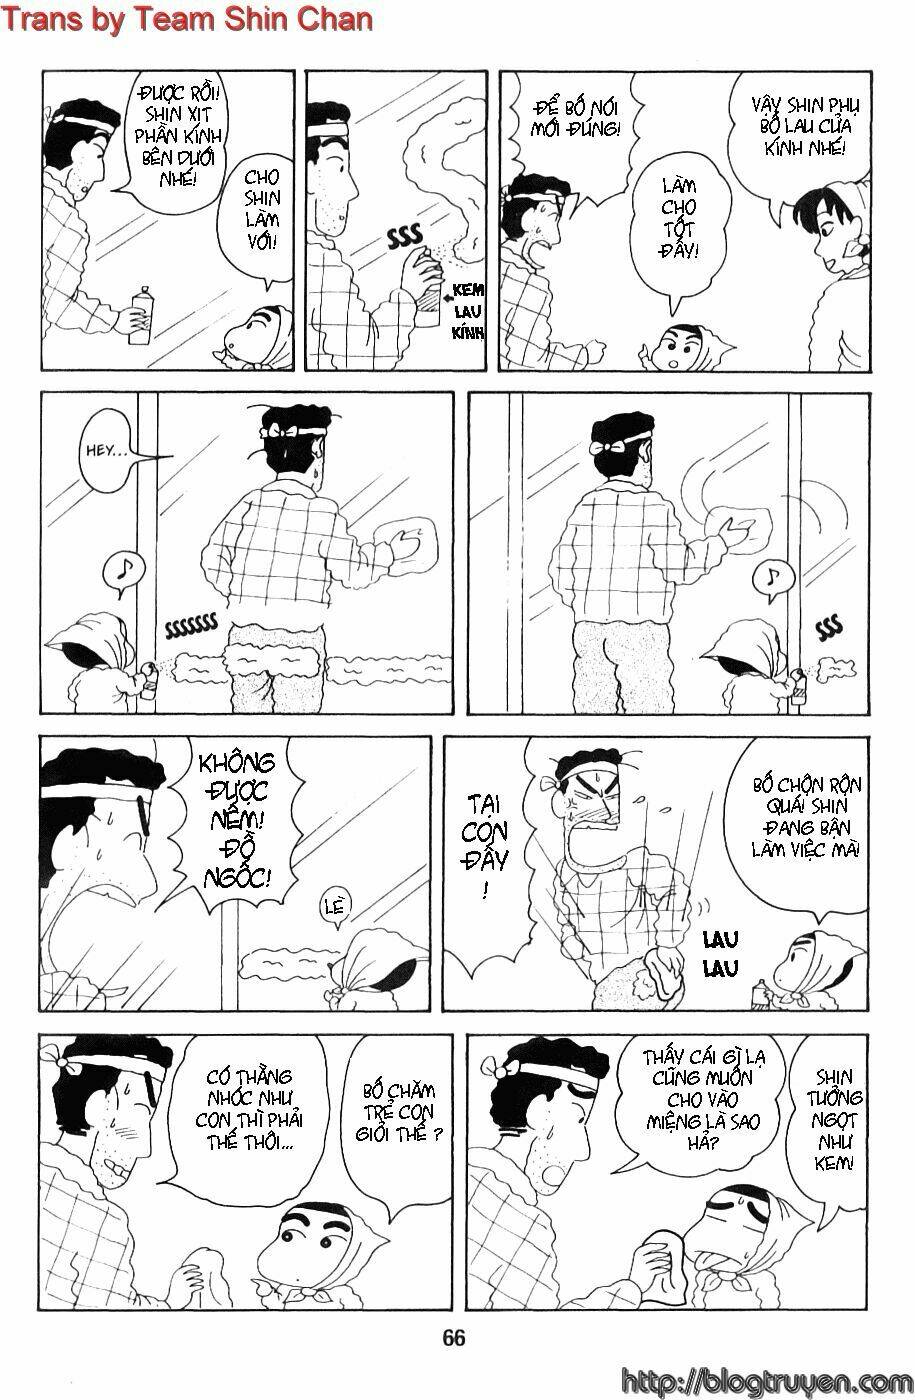 Trans by Team Shin Chan
VẬY SHIN PHỤ
BỐ LAU CỬA
KÍNH NHÉ!
LÀM
CHO
TỐT
ĐẤY!
ĐỂ BỐ NÓI
MỚI ĐÚNG!
SSS
KEM
LAU
KÍNH
ĐƯỢC RỒI!
SHIN XỊT
PHẦN KÍNH
BÊN DƯỚI
NHÉ!
CHO
SHIN
LÀM
VỚI!
♪
SSS
HEY...
♪
SSSSSSS
BỐ CHỘN RỘN
QUÁ! SHIN
ĐANG BẬN
LÀM VIỆC MÀ!
TẠI
CON
ĐẤY
!
LAU
LAU
KHÔNG
ĐƯỢC
NẾM!
ĐỒ
NGỐC!
LÈ
SHIN
TƯỞNG
NGỌT
NHƯ
KEM!
THẤY CÁI GÌ LẠ
CŨNG MUỐN
CHO VÀO
MIỆNG LÀ SAO
HẢ?
BỐ CHĂM
TRẺ CON
GIỎI THẾ ?
CÓ THẰNG
NHÓC NHƯ
CON THÌ PHẢI
THẾ THÔI...
66
http://blogtruyen.com